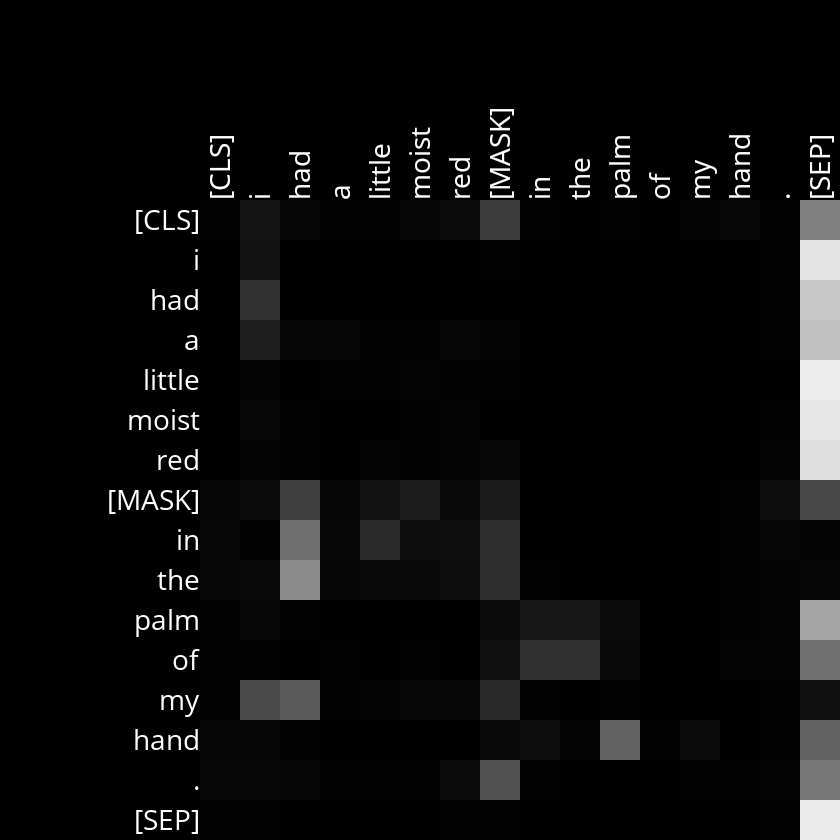 [CLS] i had a little moist red [MASK] in the palm of my hand . [SEP]
[CLS]
i
had
a
little
moist
red
[MASK]
in
the
palm
of
my
hand
.
[SEP]